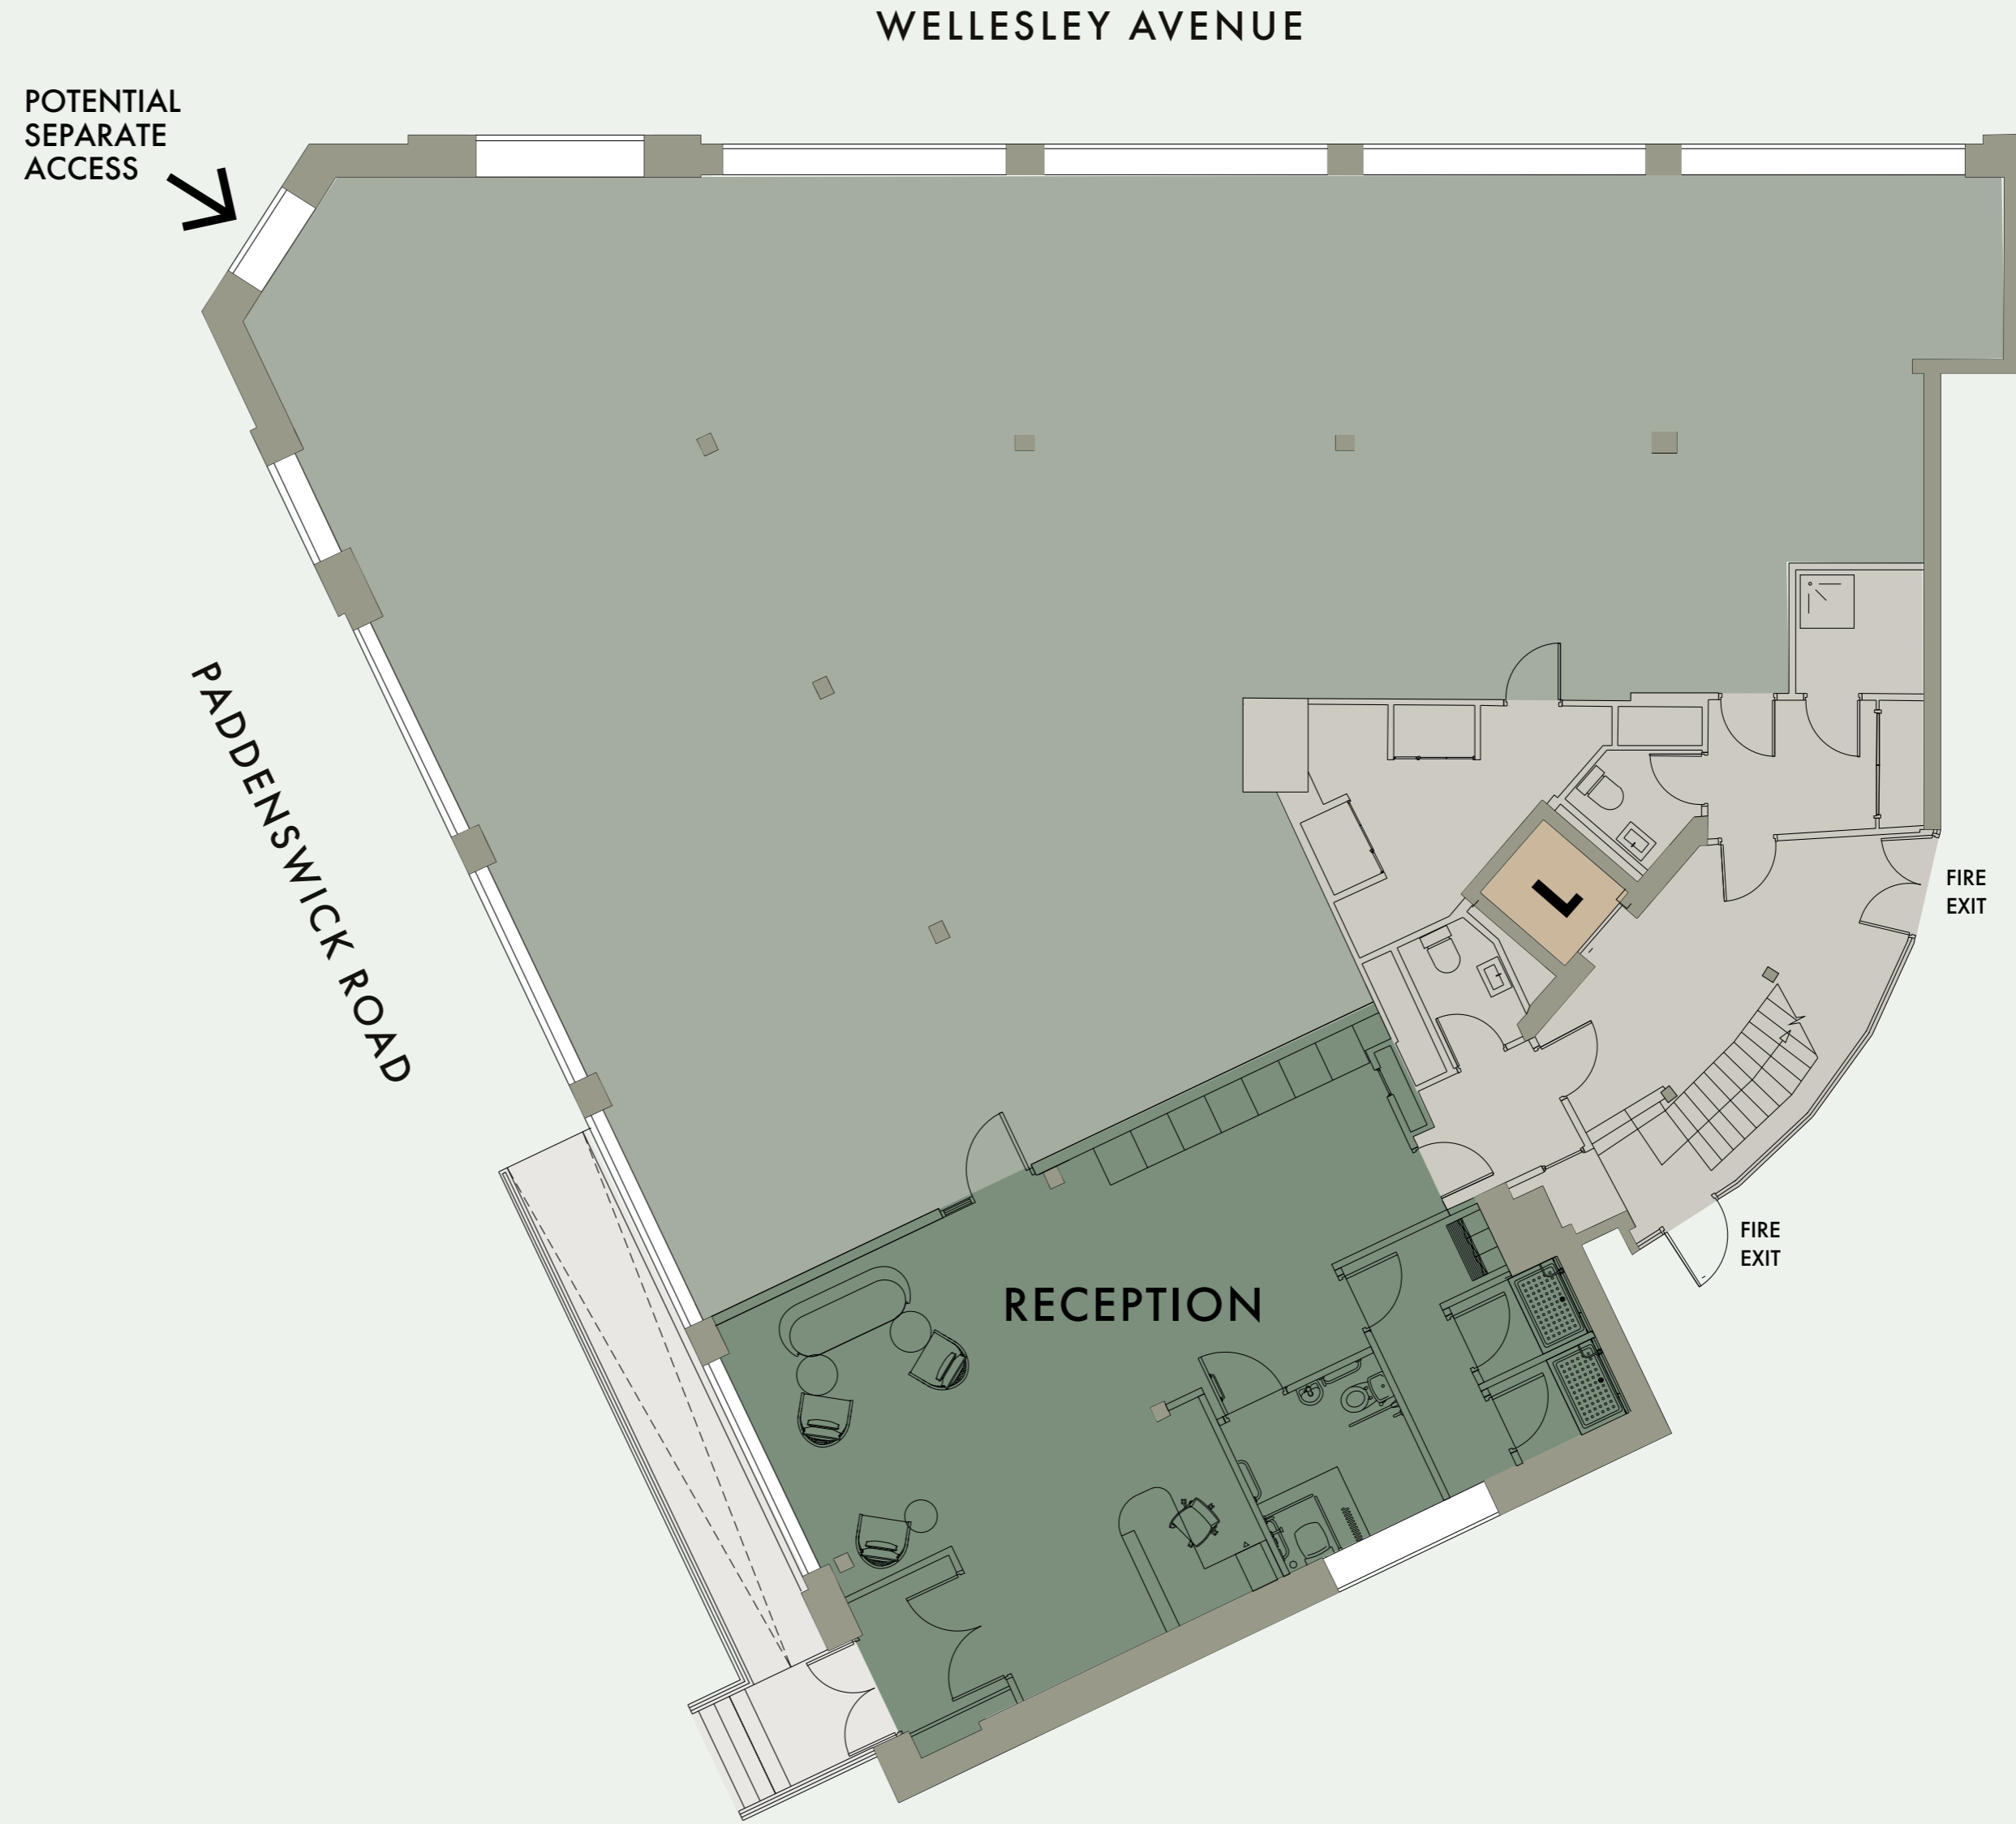 WELLESLEY AVENUE
POTENTIAL
SEPARATE
ACCESS
PADDENSWICK ROAD
L
FIRE
EXIT
FIRE
EXIT
RECEPTION